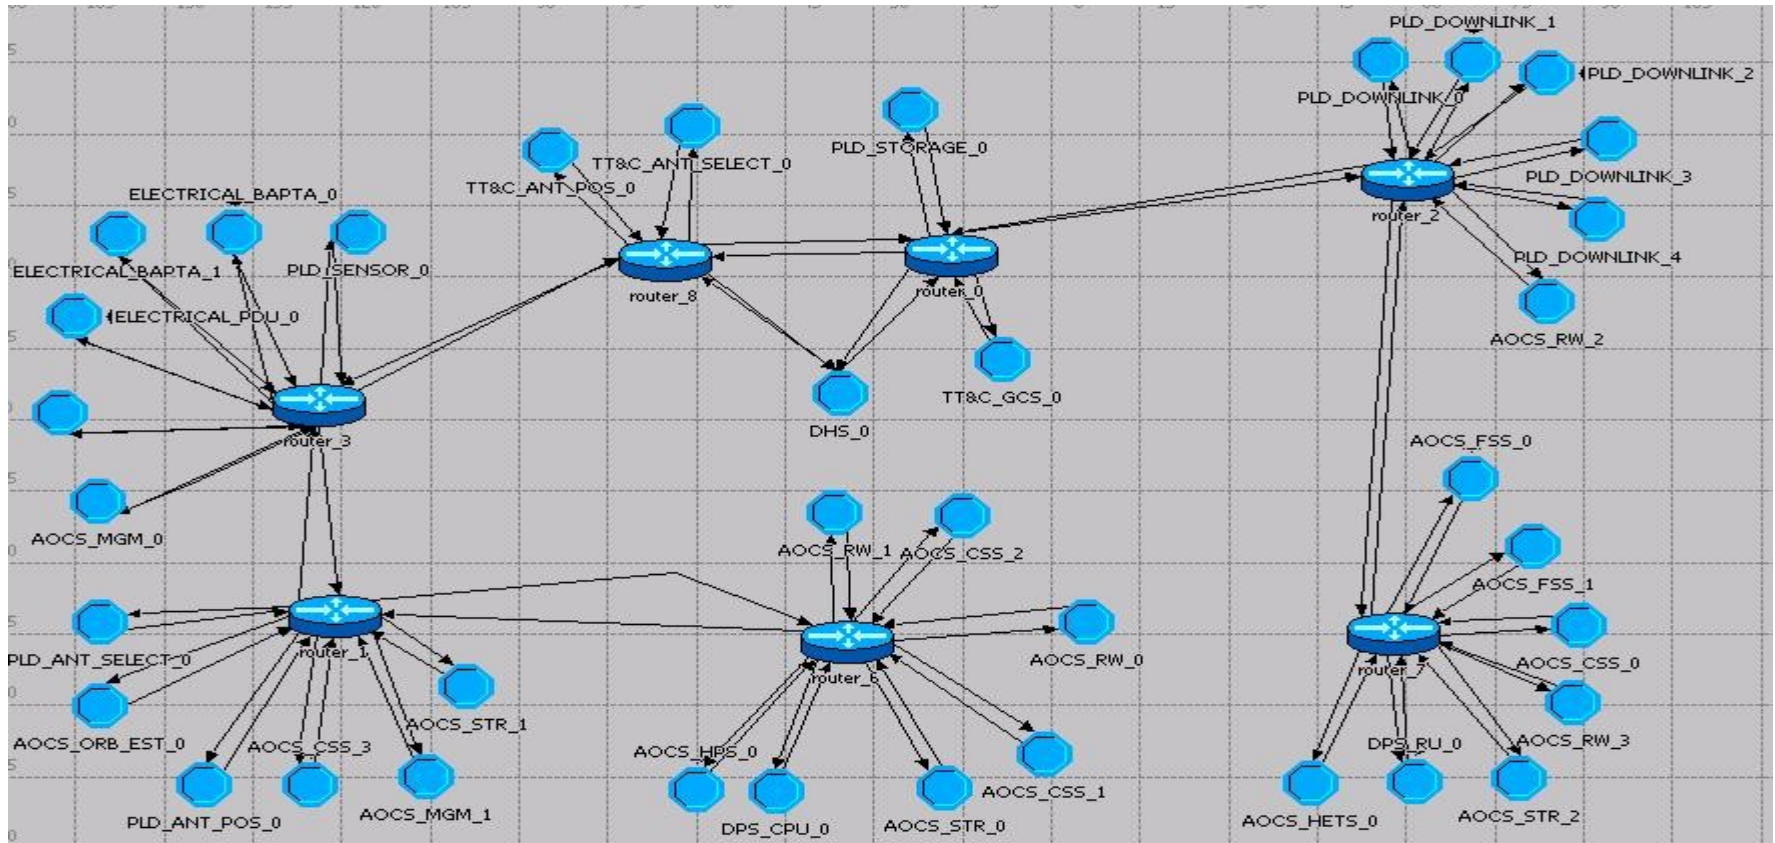 PLD_DOWNLINK_1
PLD_DOWNLINK_2
PLD_DOWNLINK_0
PLD_STORAGE_0
TT&C_ANT_SELECT_0
TT&C_ANT_POS_0
PLD_DOWNLINK_3
ELECTRICAL_BAPTA_0
router_2
PLD_DOWNLINK_4
ELECTRICAL_BAPTA_1
PLD_SENSOR_0
router_8
router_0
ELECTRICAL_PDU_0
AOCS_RW_2
TT&C_GCS_0
DHS_0
router_3
AOCS_FSS_0
AOCS_MGM_0
AOCS_RW_1
AOCS_CSS_2
AOCS_FSS_1
PLD_ANT_SELECT_0
router_1
AOCS_RW_0
router_6
router_7
AOCS_CSS_0
AOCS_STR_1
AOCS_ORB_EST_0
AOCS_CSS_3
AOCS_HPS_0
DPS_RU_0
AOCS_RW_3
AOCS_CSS_1
PLD_ANT_POS_0
AOCS_MGM_1
DPS_CPU_0
AOCS_STR_0
AOCS_HETS_0
AOCS_STR_2